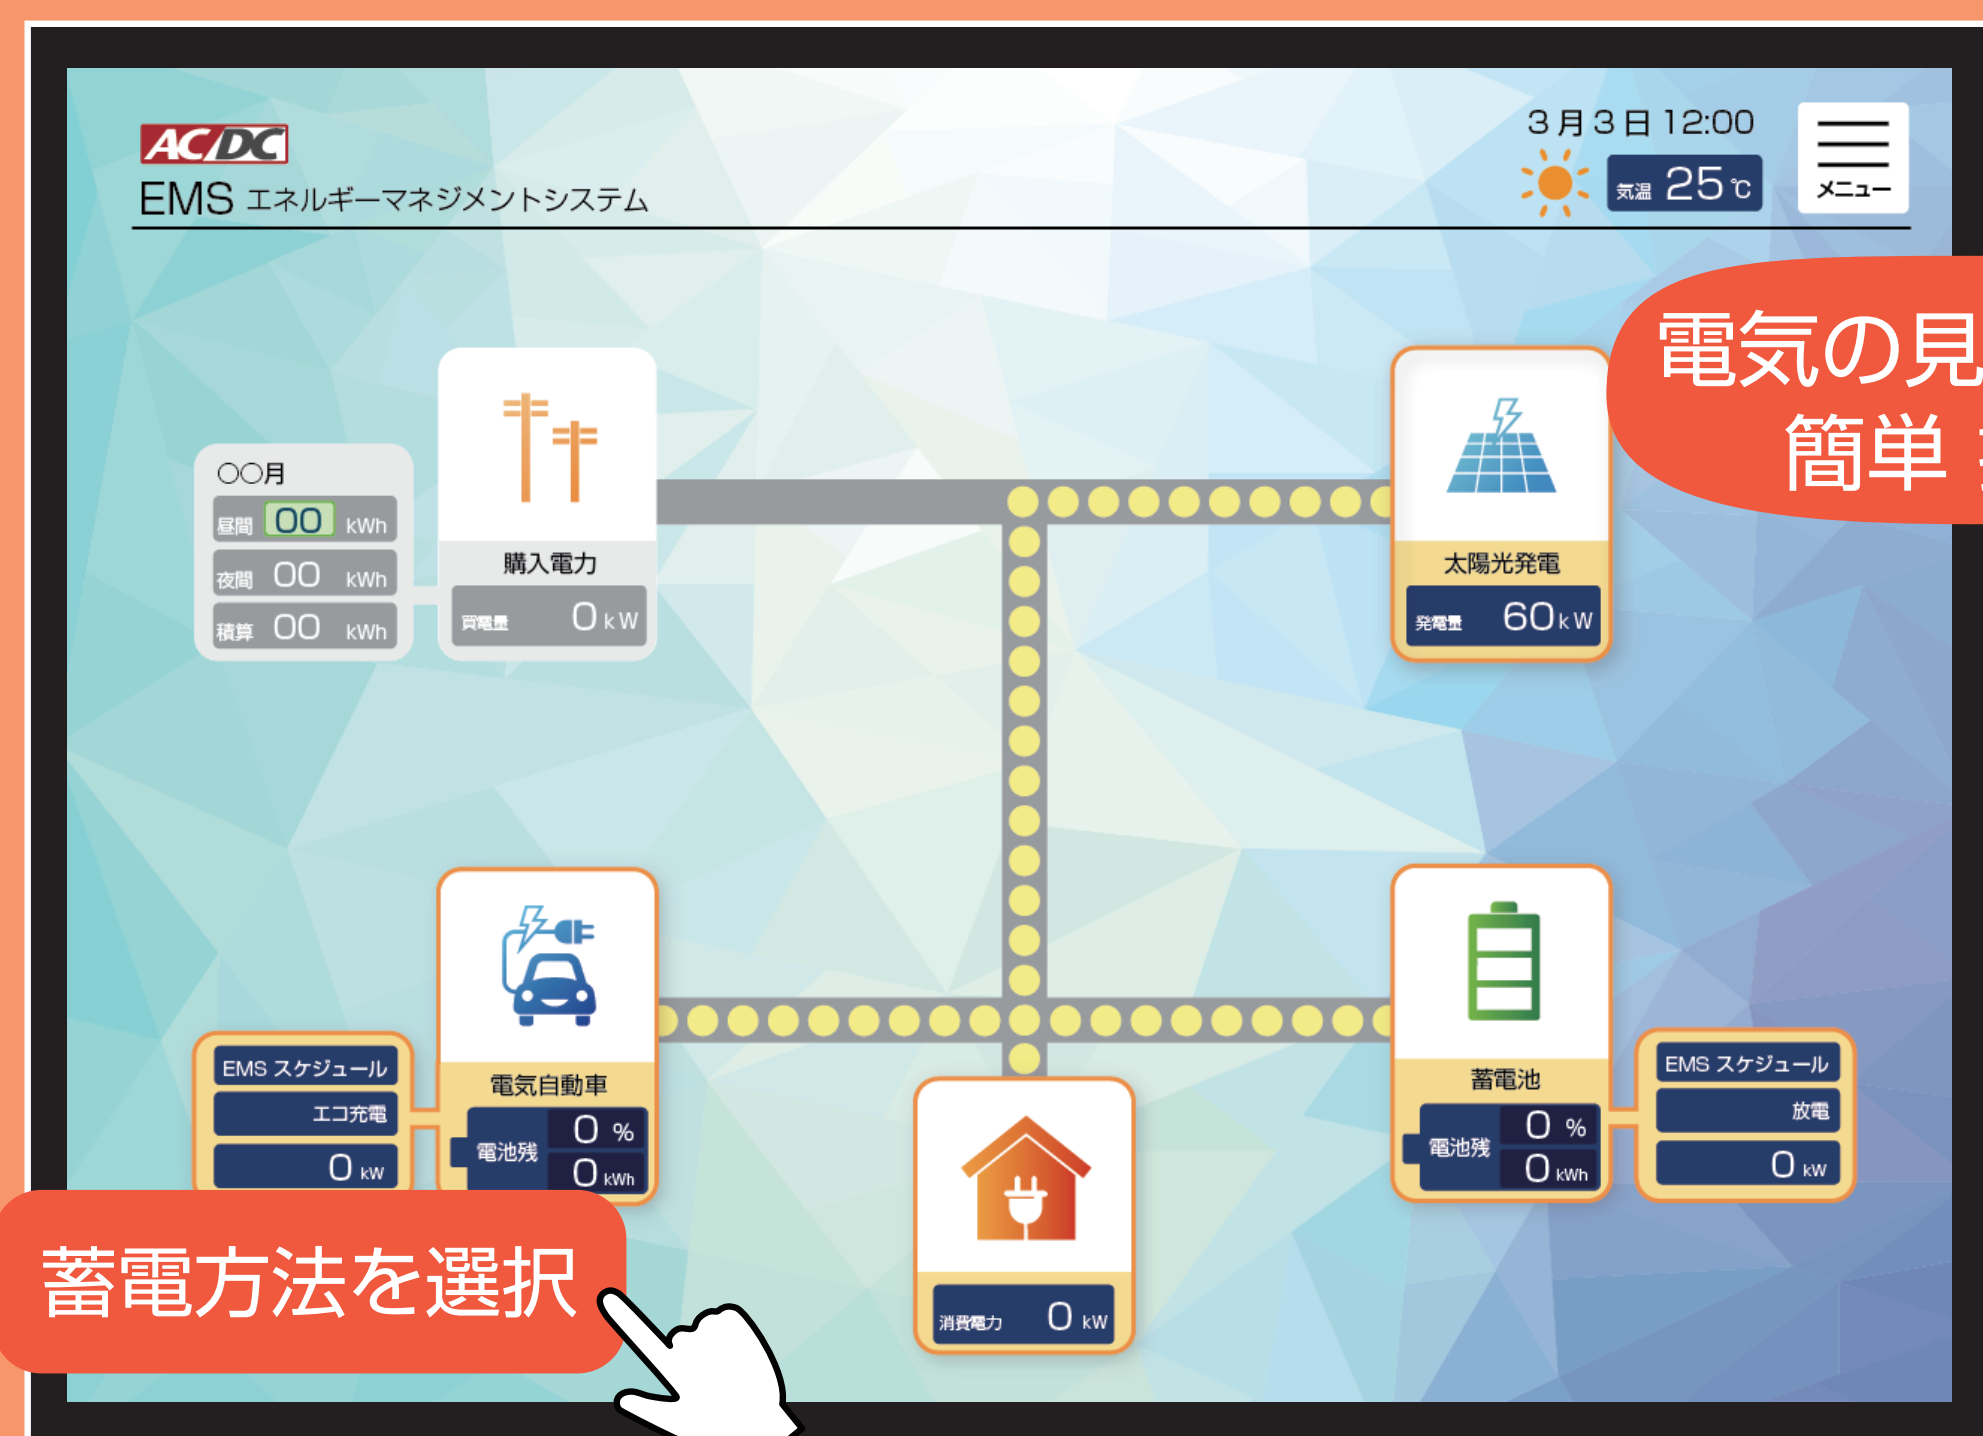 AC/DC
EMS エネルギーマネジメントシステム
3月3日 12:00
気温 25℃
メニュー
電気の見
簡単
〇〇月
昼間 00 kWh
夜間 00 kWh
積算 00 kWh
購入電力
買電量 0kW
太陽光発電
発電量 60kW
EMS スケジュール
エコ充電
0 kW
電気自動車
電池残 0 %
0 kWh
蓄電池
電池残 0 %
0 kWh
EMS スケジュール
放電
0 kW
消費電力 0 kW
蓄電方法を選択